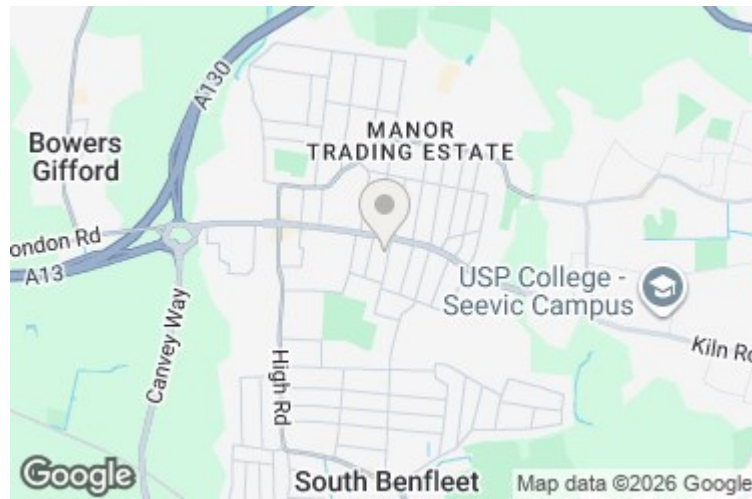 A130
Bowers
Gifford
MANOR
TRADING ESTATE
ondon Rd
A13
Canvey Way
High Rd
USP College -
Seevic Campus
Kiln Ro
South Benfleet
Google
Map data ©2026 Google